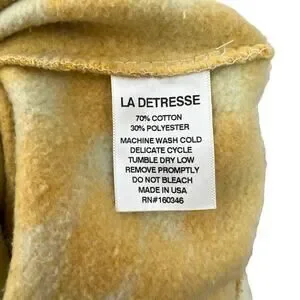 LA DETRESSE
70% COTTON
30% POLYESTER
MACHINE WASH COLD
DELICATE CYCLE
TUMBLE DRY LOW
REMOVE PROMPTLY
DO NOT BLEACH
MADE IN USA
RN#160346